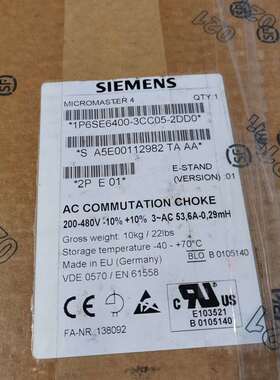 SIEMENS
MICROMASTER 4
QTY:1
*1P6SE6400-3CC05-2DD0*
*S A5E00112982 TA AA*
*2P E 01*
E-STAND
(VERSION) :01
AC COMMUTATION CHOKE
200-480V -10% +10% 3~AC 53,6A-0,29mH
Gross weight: 10kg / 22lbs
Storage temperature -40 - +70°C
Made in EU (Germany)
BLO B 0105140
VDE 0570 / EN 61558
C US
E103521
B 0105140
FA-NR. 138092